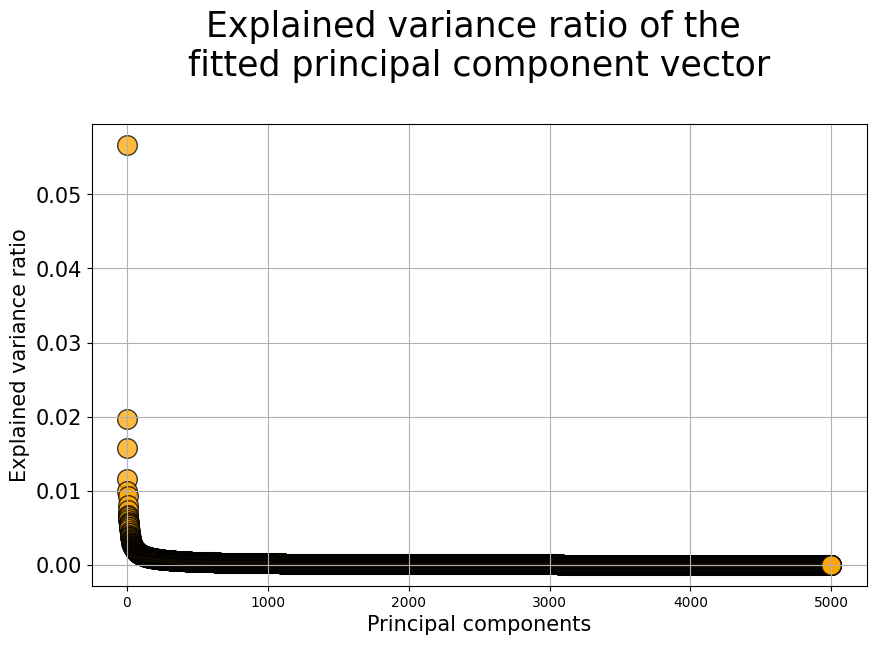 Explained variance ratio of the
fitted principal component vector
Explained variance ratio
0.05
0.04
0.03
0.02
0.01
0.00
0 1000 2000 3000 4000 5000
Principal components